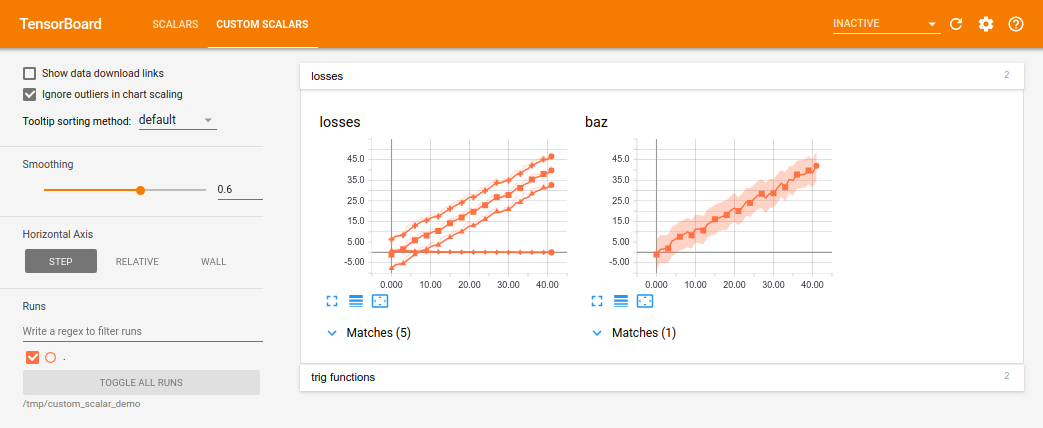 TensorBoard SCALARS CUSTOM SCALARS INACTIVE
Show data download links
Ignore outliers in chart scaling
Tooltip sorting method: default
Smoothing
0.6
Horizontal Axis
STEP RELATIVE WALL
Runs
Write a regex to filter runs
.
TOGGLE ALL RUNS
/tmp/custom_scalar_demo
losses 2
losses
45.0
35.0
25.0
15.0
5.00
-5.00
0.000 10.00 20.00 30.00 40.00
Matches (5)
baz
45.0
35.0
25.0
15.0
5.00
-5.00
0.000 10.00 20.00 30.00 40.00
Matches (1)
trig functions 2